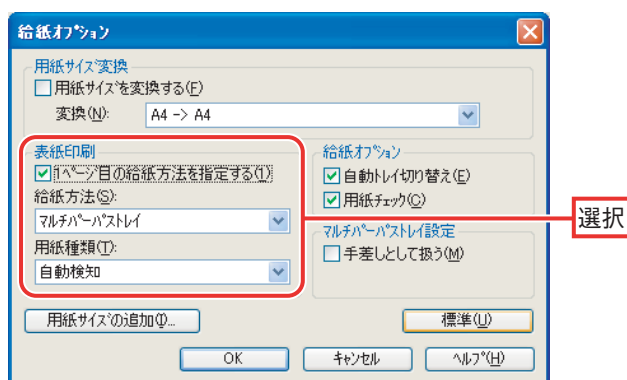 給紙オプション
用紙サイズ変換
用紙サイズを変換する(F)
変換(N): A4 -> A4
表紙印刷
1ページ目の給紙方法を指定する(1)
給紙方法(S):
マルチパーパストレイ
用紙種類(T):
自動検知
給紙オプション
自動トレイ切り替え(E)
用紙チェック(C)
マルチパーパストレイ設定
手差しとして扱う(M)
選択
用紙サイズの追加(I)...
標準(U)
OK キャンセル ヘルプ(H)